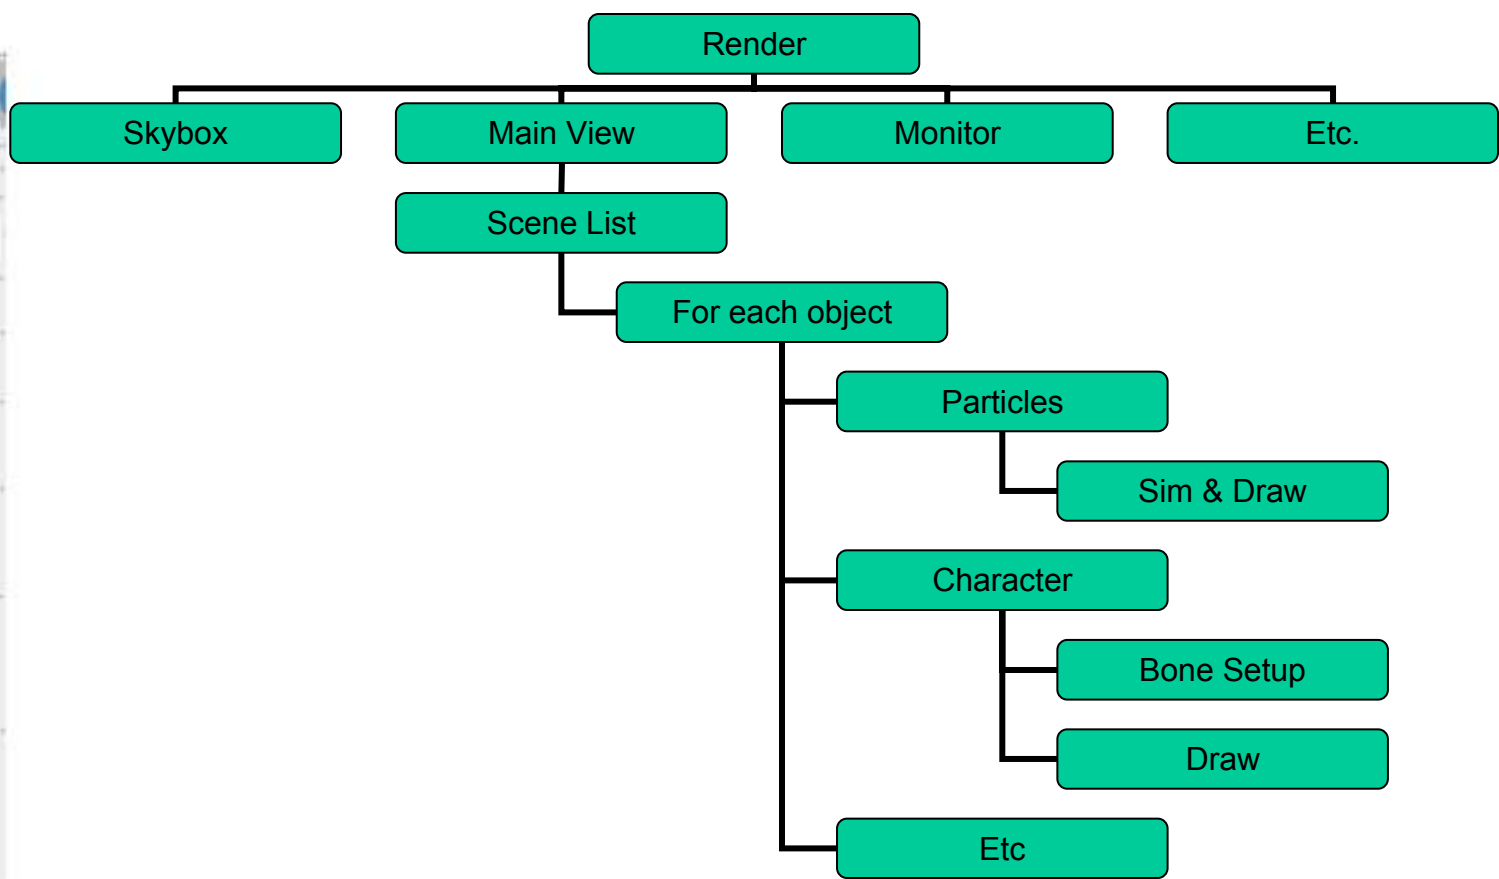 Render
Skybox
Main View
Monitor
Etc.
Scene List
For each object
Particles
Sim & Draw
Character
Bone Setup
Draw
Etc